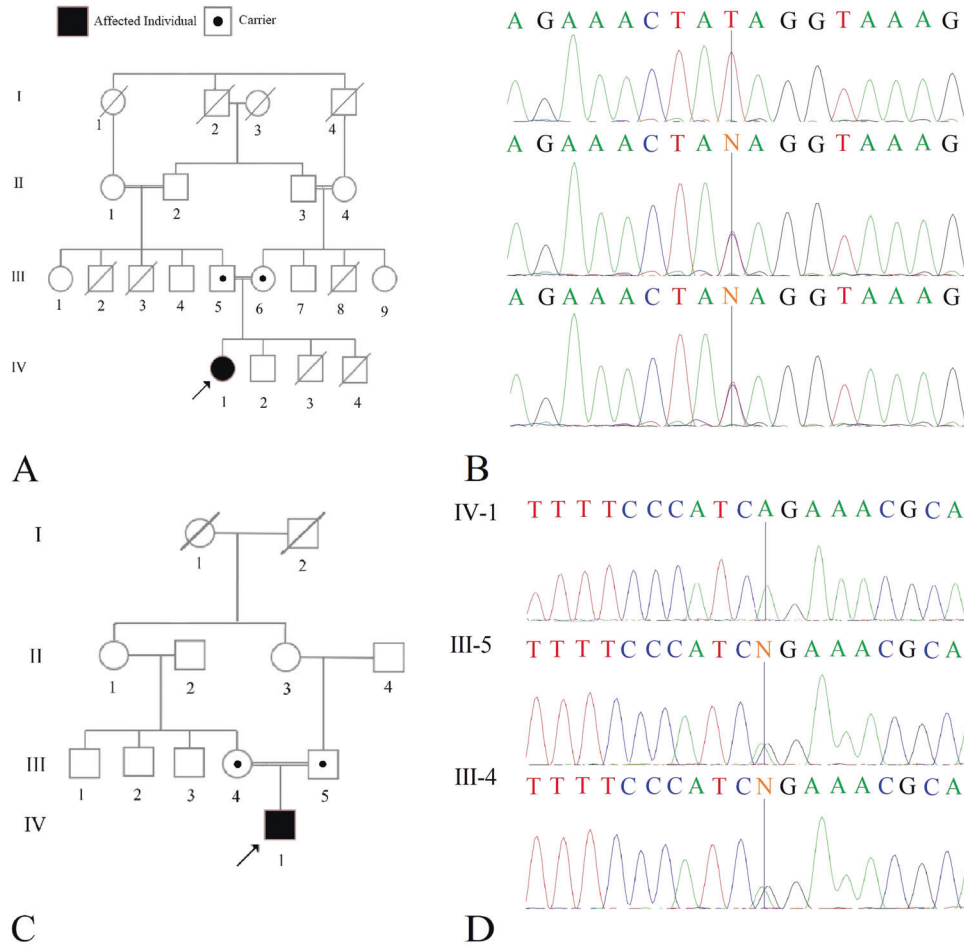 Affected Individual Carrier
I
1 2 3 4
II
1 2 3 4
III
1 2 3 4 5 6 7 8 9
IV
1 2 3 4
A
A G A A A C T A T A G G T A A A G
A G A A A C T A N A G G T A A A G
A G A A A C T A N A G G T A A A G
B
I
1 2
II
1 2 3 4
III
1 2 3 4 5
IV
1
C
IV-1 T T T T C C C A T C A G A A A C G C A
III-5 T T T T C C C A T C N G A A A C G C A
III-4 T T T T C C C A T C N G A A A C G C A
D